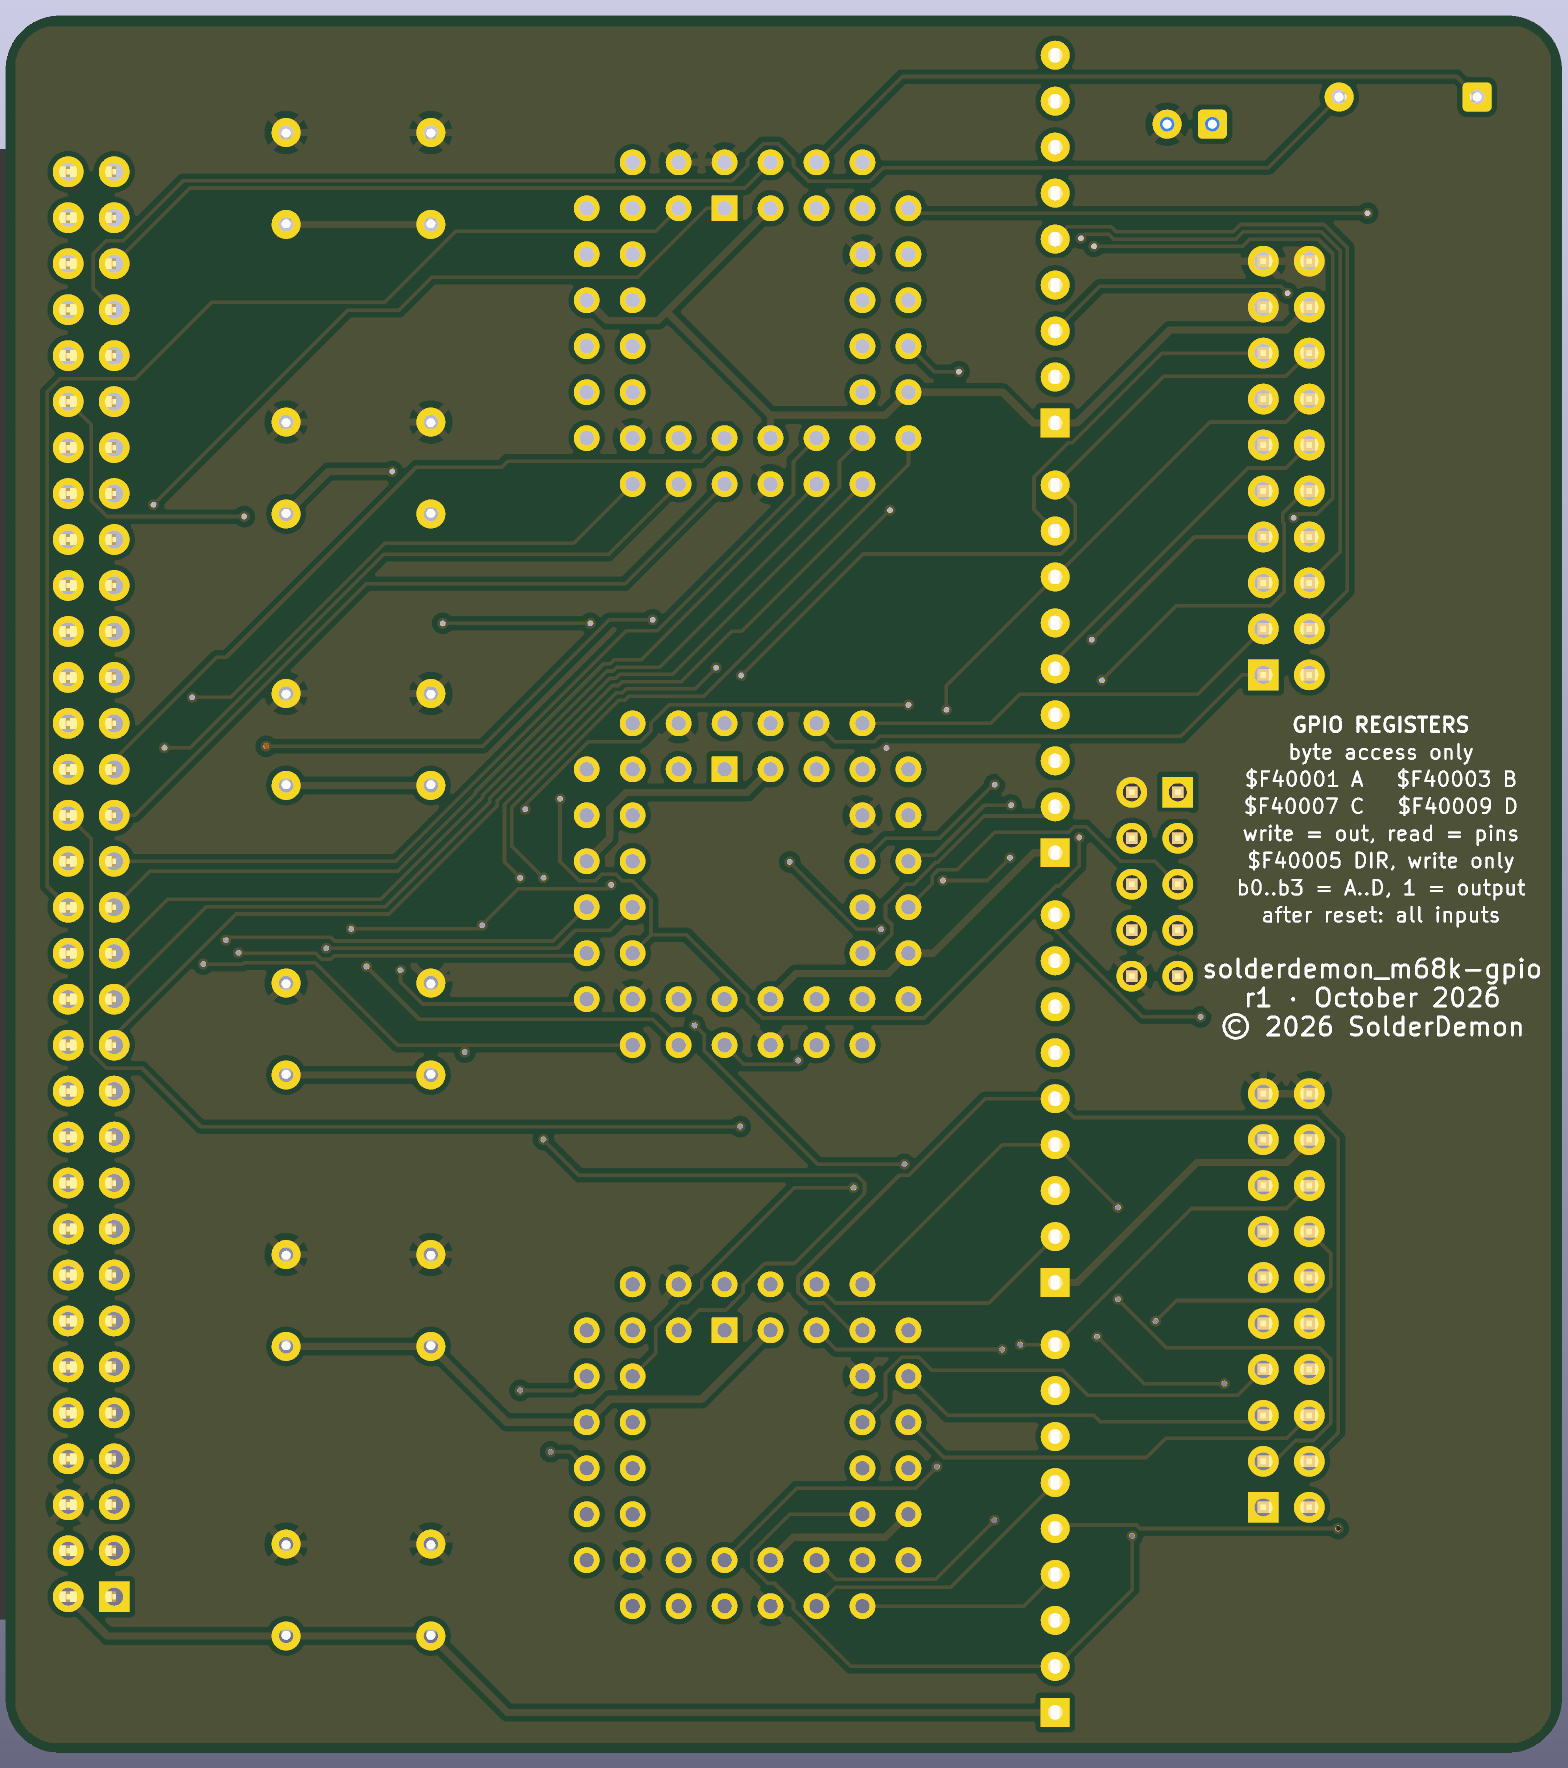 GPIO REGISTERS
byte access only
$F40001 A $F40003 B
$F40007 C $F40009 D
write = out, read = pins
$F40005 DIR, write only
b0..b3 = A..D, 1 = output
after reset: all inputs
solderdemon_m68k-gpio
r1 · October 2026
© 2026 SolderDemon